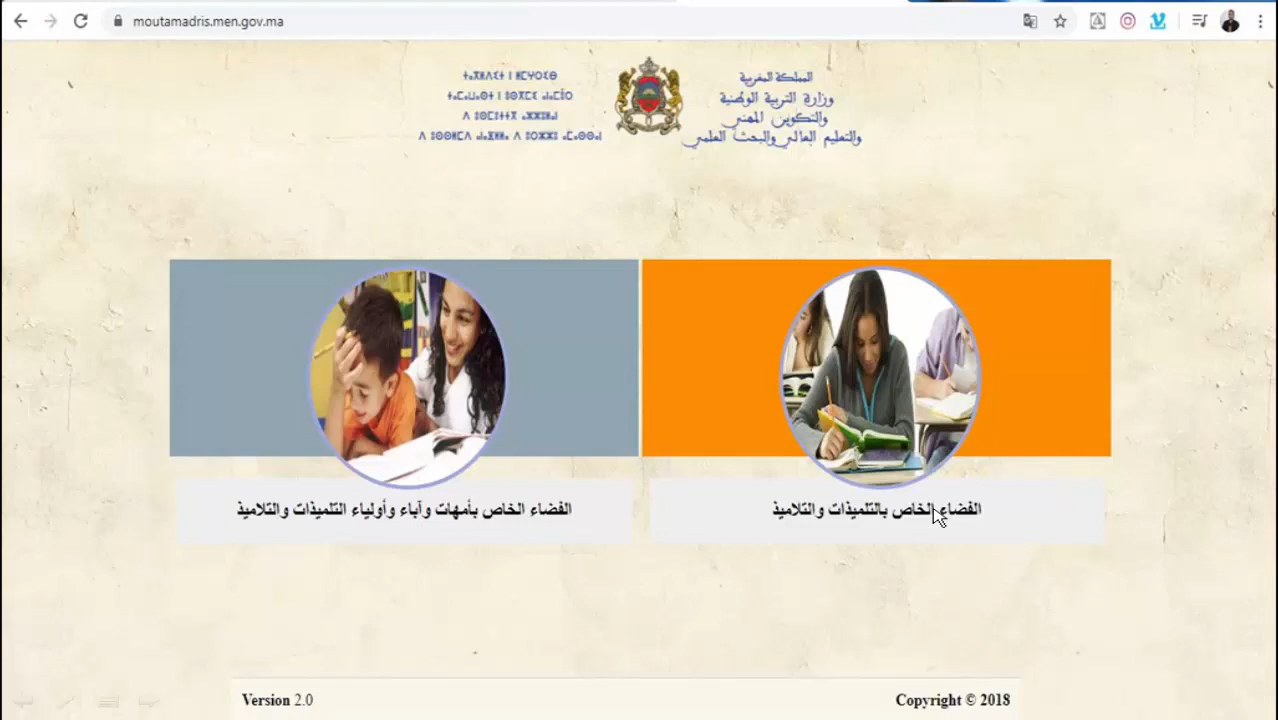 moutamadris.men.gov.ma
المملكة المغربية
وزارة التربية الوطنية
والتكوين المهني
والتعليم العالي والبحث العلمي
الفضاء الخاص بالتلميذات والتلاميذ
الفضاء الخاص بأمهات وآباء وأولياء التلميذات والتلاميذ
Version 2.0
Copyright © 2018